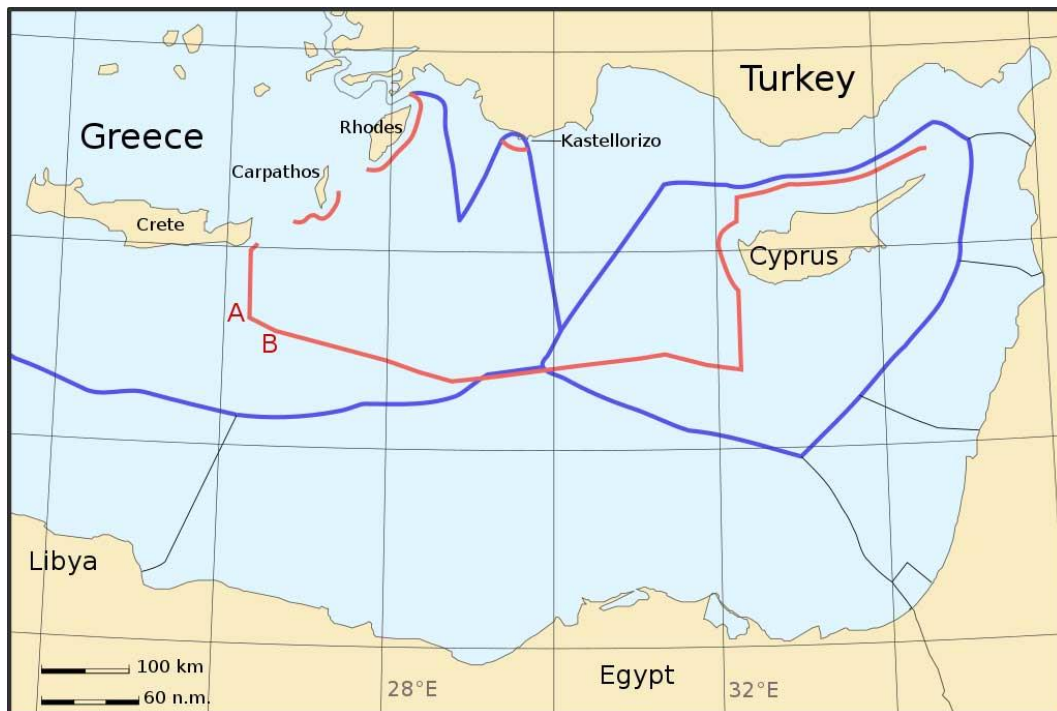 Turkey
Greece
Rhodes
Kastellorizo
Carpathos
Crete
Cyprus
A
B
Libya
100 km
60 n.m.
Egypt
28°E
32°E